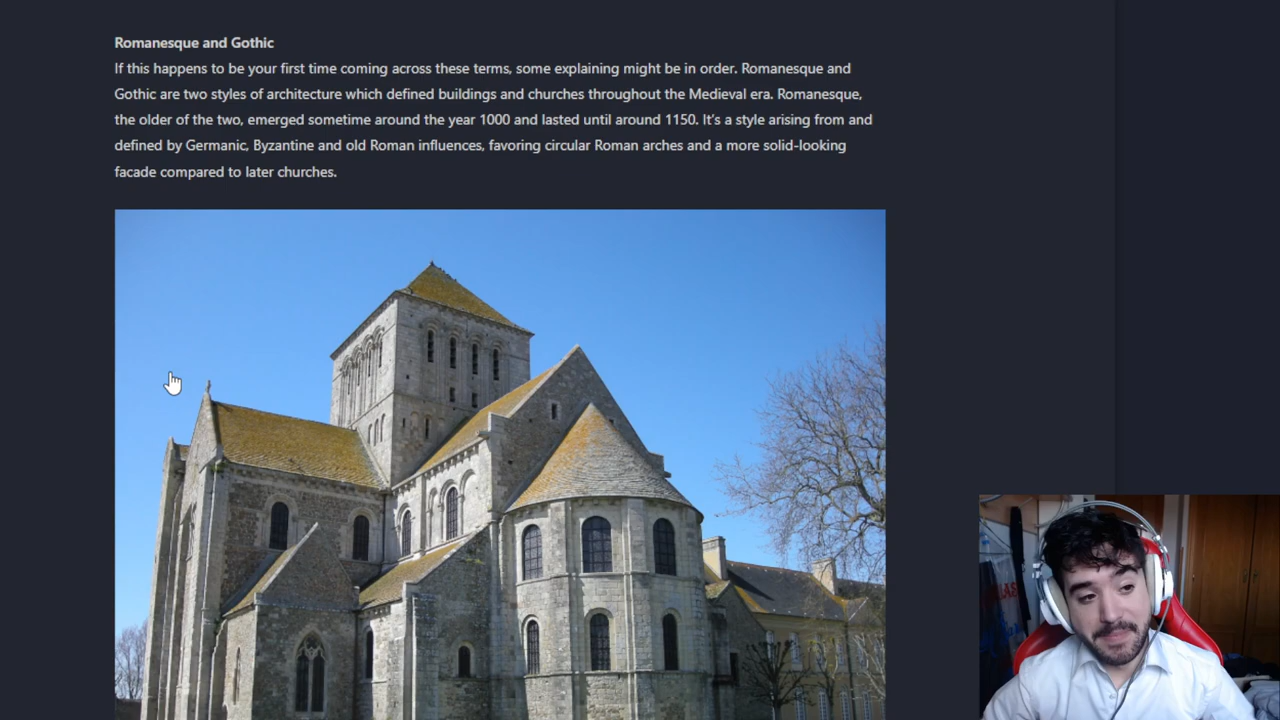 Romanesque and Gothic
If this happens to be your first time coming across these terms, some explaining might be in order. Romanesque and
Gothic are two styles of architecture which defined buildings and churches throughout the Medieval era. Romanesque,
the older of the two, emerged sometime around the year 1000 and lasted until around 1150. It's a style arising from and
defined by Germanic, Byzantine and old Roman influences, favoring circular Roman arches and a more solid-looking
facade compared to later churches.